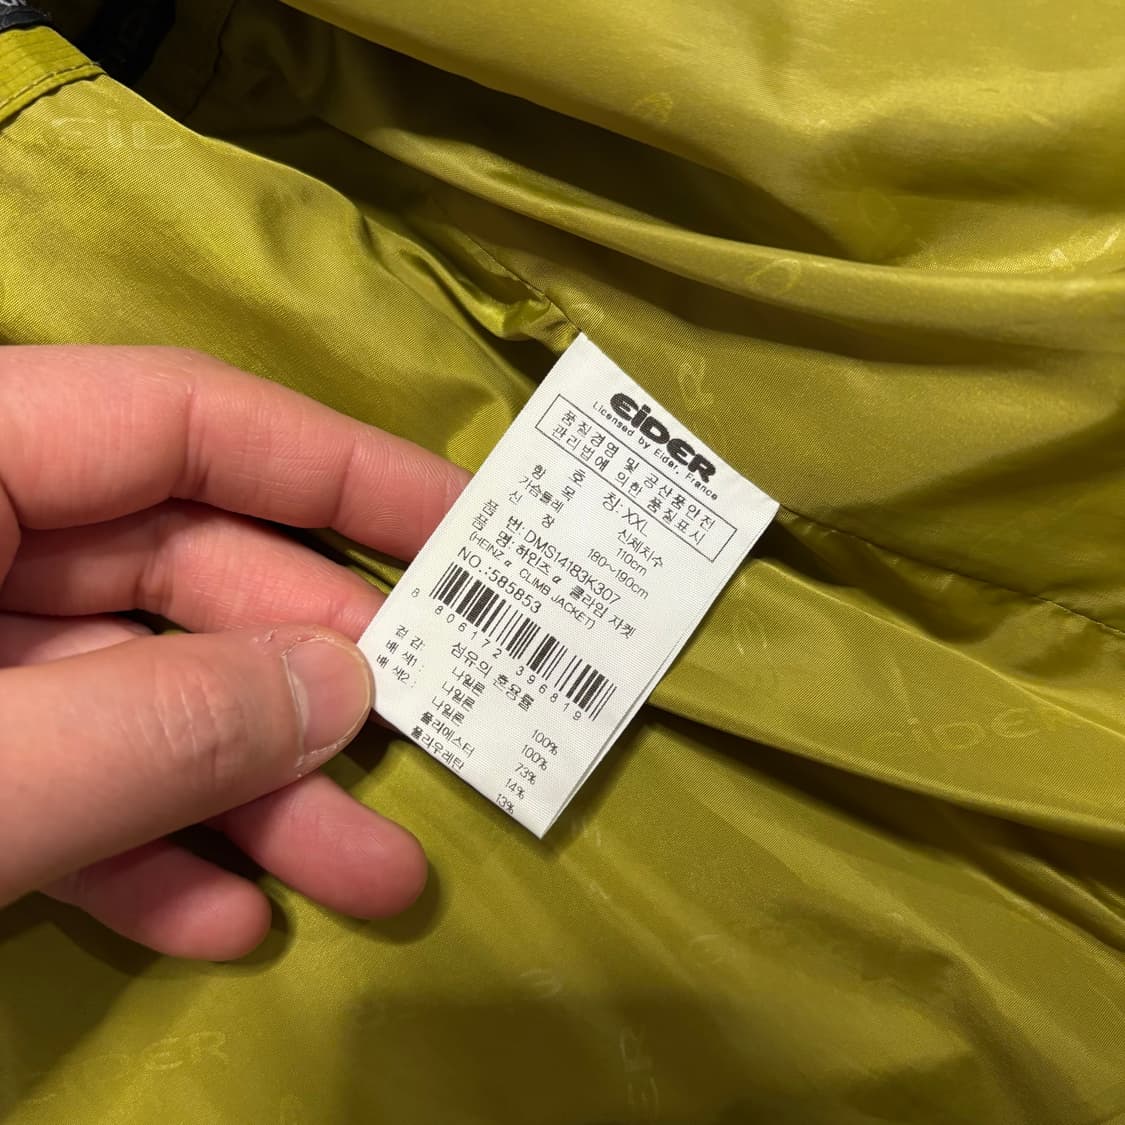 EiDER
EiDER
Licensed by Eider, France
품질경영 및 공산품안전
관리법에 의한 품질표시
호 칭: XXL
항 목 신체치수
가슴둘레 110cm
신 장 180~190cm
품 번: DMS14183K307
품 명: 하인즈 α 클라임 자켓
(HEINZ α CLIMB JACKET)
NO.:585853
8 806172 396819
섬유의 혼용률
겉 감: 나일론 100%
배 색1: 나일론 100%
배 색2: 나일론 73%
폴리에스터 14%
폴리우레탄 13%
EiDER